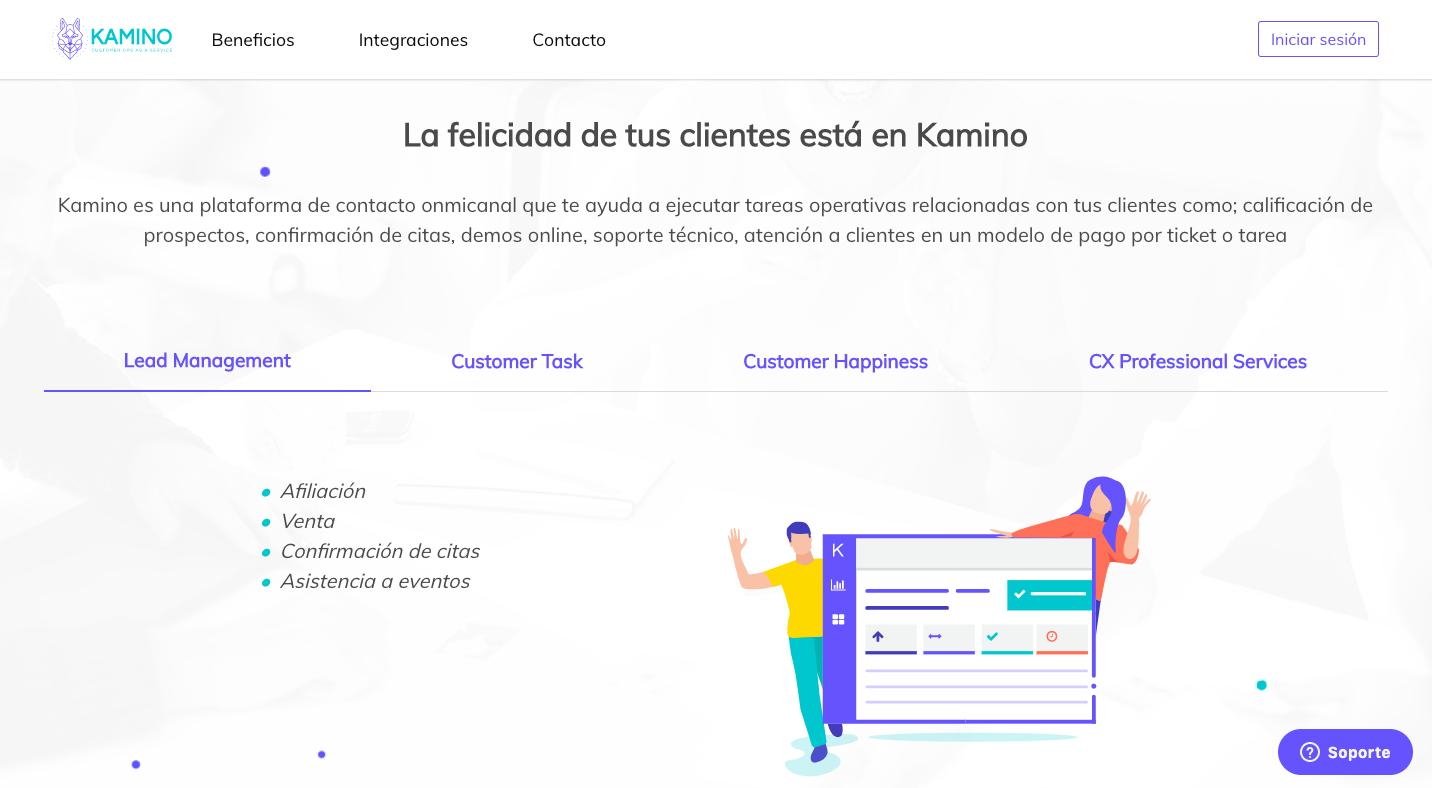 KAMINO
CUSTOMER OPS AS A SERVICE
Beneficios
Integraciones
Contacto
Iniciar sesión
La felicidad de tus clientes está en Kamino
Kamino es una plataforma de contacto onmicanal que te ayuda a ejecutar tareas operativas relacionadas con tus clientes como; calificación de
prospectos, confirmación de citas, demos online, soporte técnico, atención a clientes en un modelo de pago por ticket o tarea
Lead Management
Customer Task
Customer Happiness
CX Professional Services
Afiliación
Venta
Confirmación de citas
Asistencia a eventos
K
Soporte